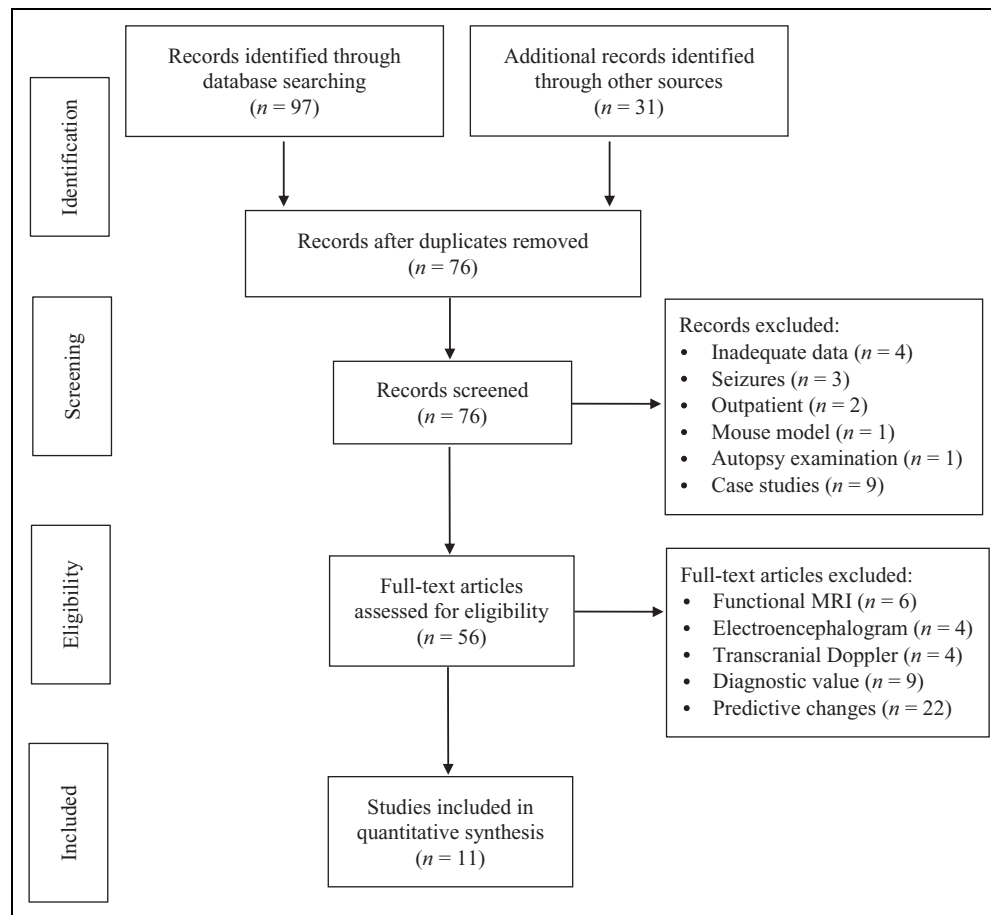 Identification
Records identified through
database searching
(n = 97)
Additional records identified
through other sources
(n = 31)
Records after duplicates removed
(n = 76)
Screening
Records screened
(n = 76)
Records excluded:
• Inadequate data (n = 4)
• Seizures (n = 3)
• Outpatient (n = 2)
• Mouse model (n = 1)
• Autopsy examination (n = 1)
• Case studies (n = 9)
Eligibility
Full-text articles
assessed for eligibility
(n = 56)
Full-text articles excluded:
• Functional MRI (n = 6)
• Electroencephalogram (n = 4)
• Transcranial Doppler (n = 4)
• Diagnostic value (n = 9)
• Predictive changes (n = 22)
Included
Studies included in
quantitative synthesis
(n = 11)